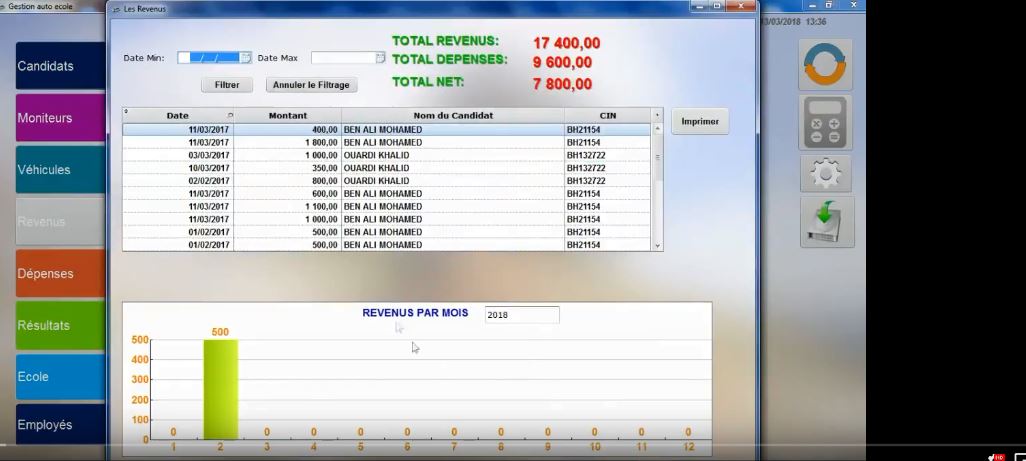 Gestion auto ecole
Les Revenus
03/03/2018 13:36
Candidats
Moniteurs
Véhicules
Revenus
Dépenses
Résultats
Ecole
Employés
Date Min: __/__/__ Date Max
Filtrer Annuler le Filtrage
TOTAL REVENUS: 17 400,00
TOTAL DEPENSES: 9 600,00
TOTAL NET: 7 800,00
Imprimer
Date Montant Nom du Candidat CIN
11/03/2017 400,00 BEN ALI MOHAMED BH21154
11/03/2017 1 800,00 BEN ALI MOHAMED BH21154
03/03/2017 1 000,00 OUARDI KHALID BH132722
10/03/2017 350,00 OUARDI KHALID BH132722
02/02/2017 800,00 OUARDI KHALID BH132722
11/03/2017 600,00 BEN ALI MOHAMED BH21154
11/03/2017 1 100,00 BEN ALI MOHAMED BH21154
11/03/2017 1 000,00 BEN ALI MOHAMED BH21154
01/02/2017 500,00 BEN ALI MOHAMED BH21154
01/02/2017 500,00 BEN ALI MOHAMED BH21154
REVENUS PAR MOIS 2018
500
500
400
300
200
100
0
0 0 0 0 0 0 0 0 0 0 0
1 2 3 4 5 6 7 8 9 10 11 12
HD